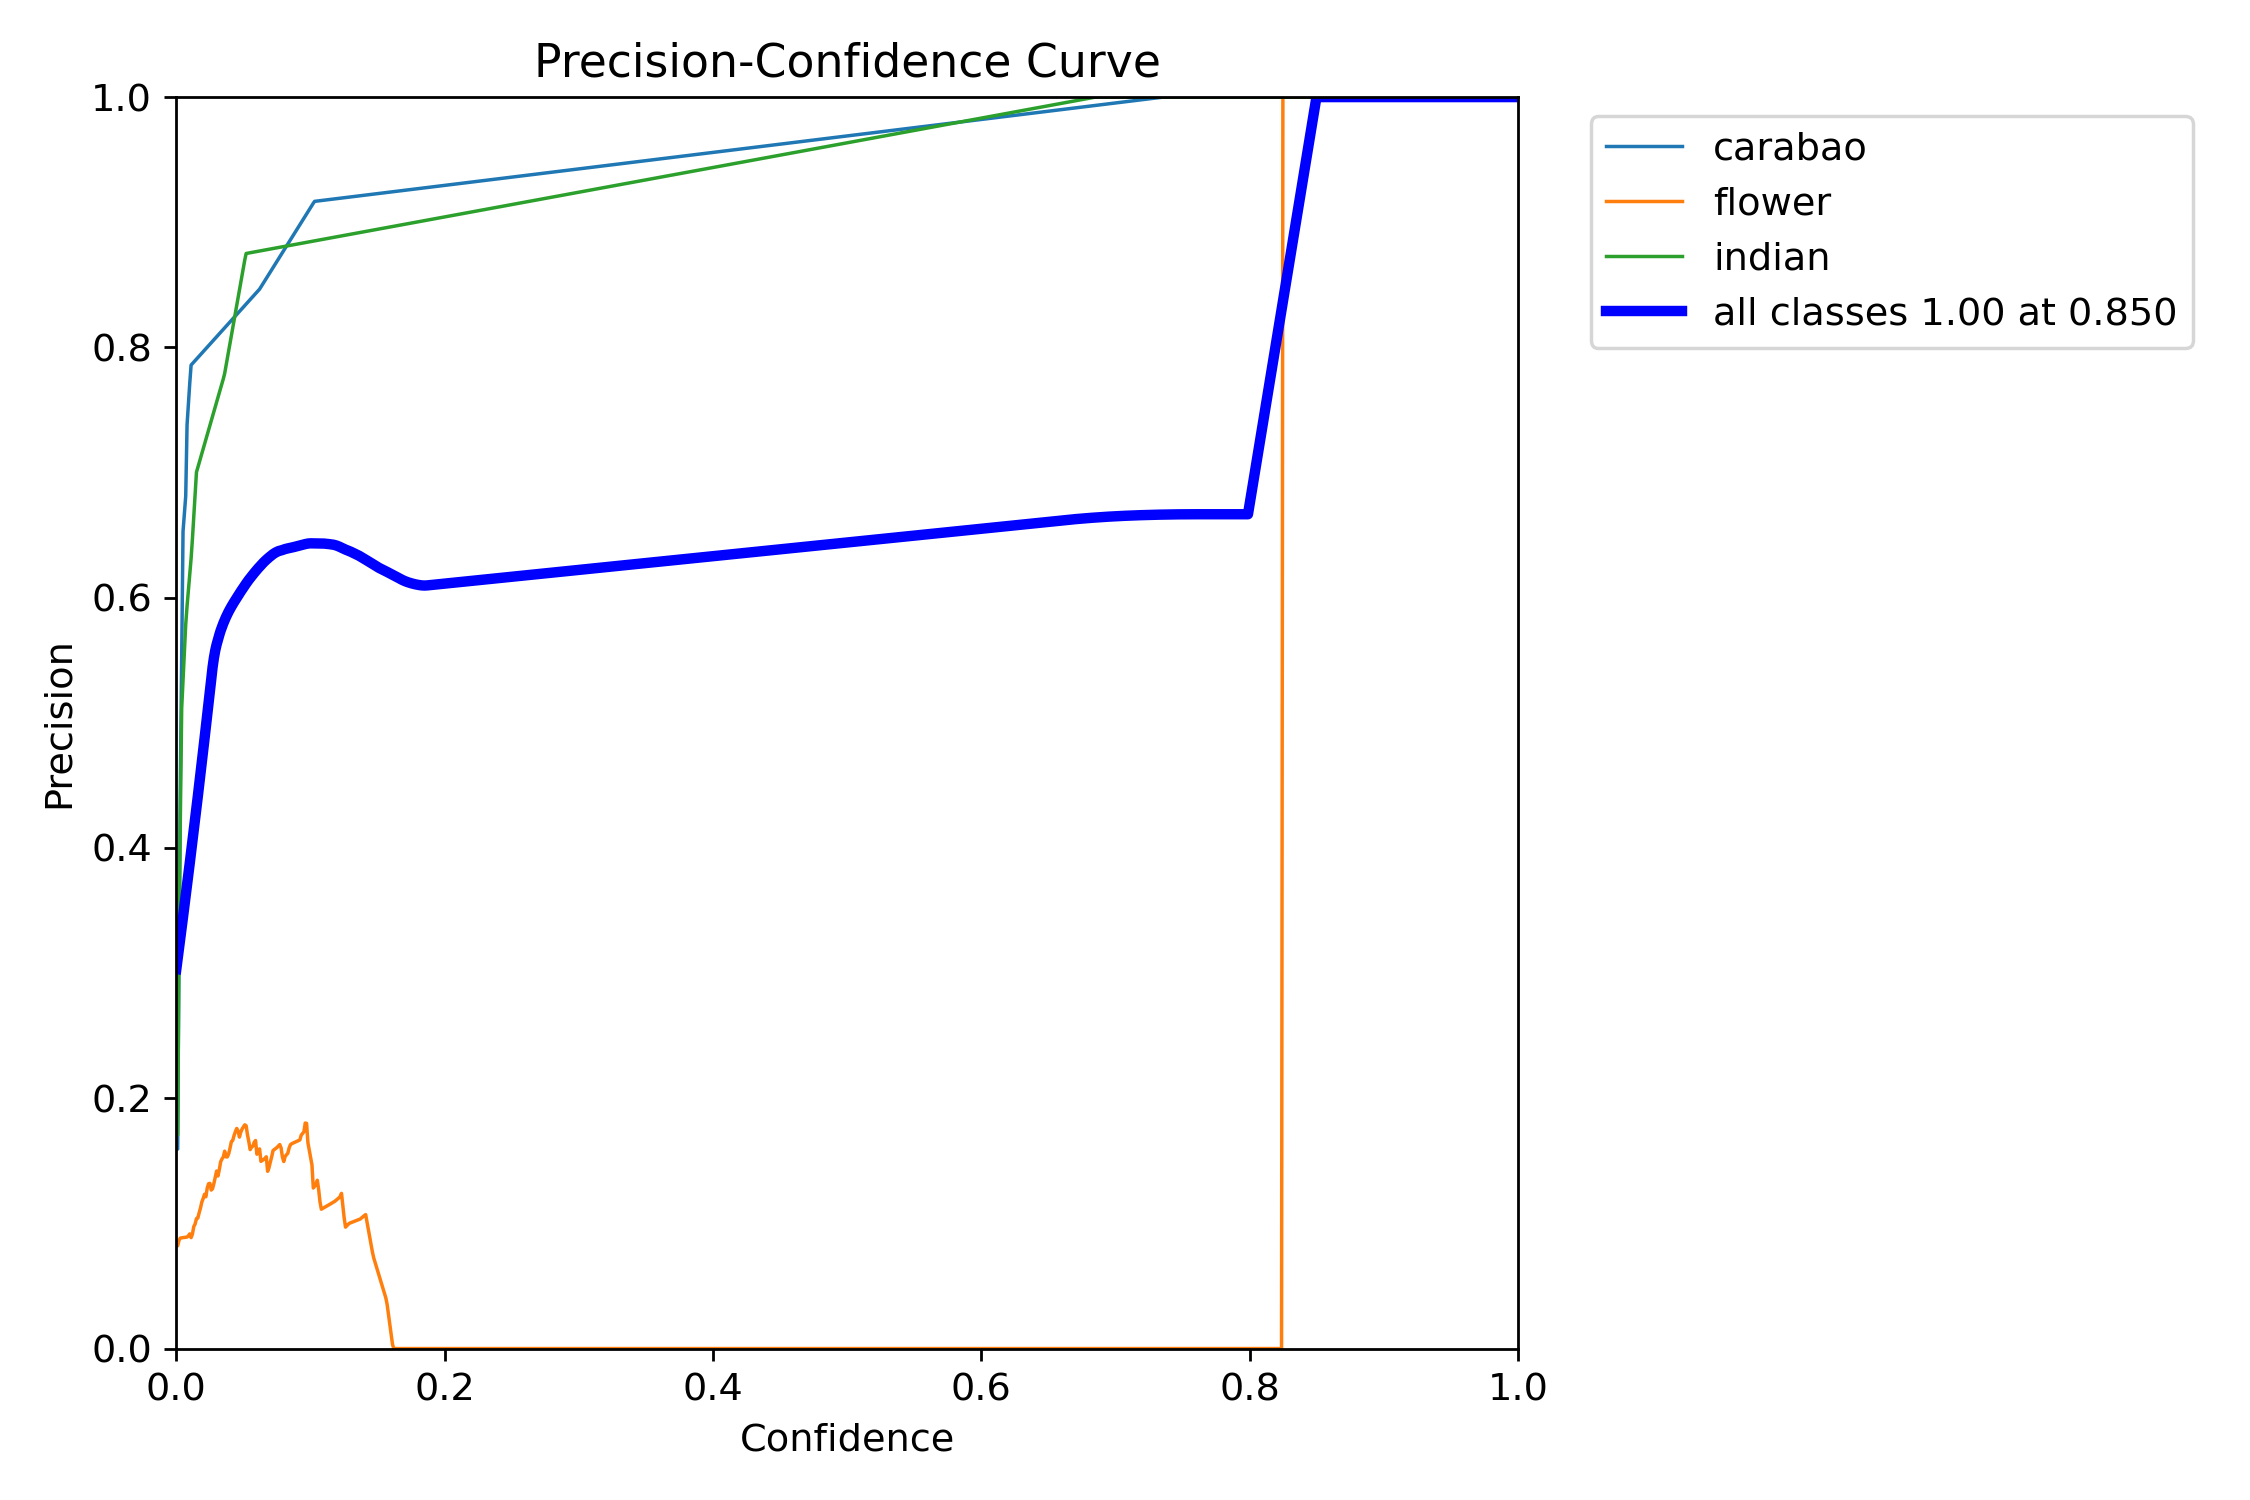 Precision-Confidence Curve
1.0
0.8
0.6
0.4
0.2
0.0
Precision
0.0 0.2 0.4 0.6 0.8 1.0
Confidence
carabao
flower
indian
all classes 1.00 at 0.850